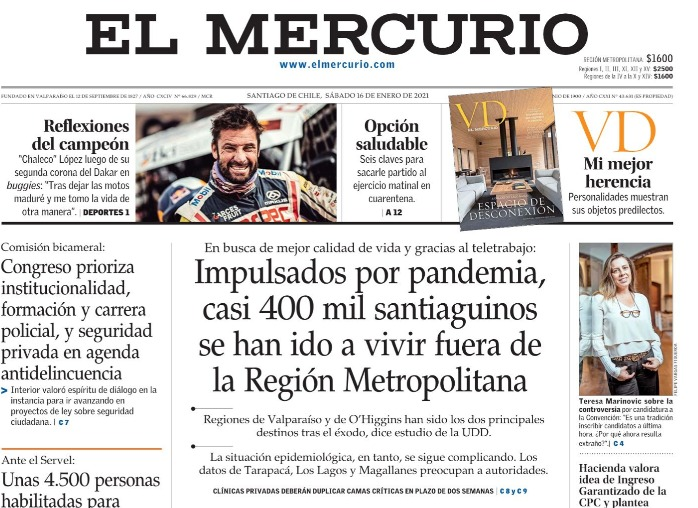 EL MERCURIO
www.elmercurio.com
REGIÓN METROPOLITANA: $1600
Regiones I, II, III, XI, XII y XV: $2500
Regiones de la IV a la X y XIV: $1600
FUNDADO EN VALPARAÍSO EL 12 DE SEPTIEMBRE DE 1827 / AÑO CXCIV Nº 66.929 / MCR
SANTIAGO DE CHILE, SÁBADO 16 DE ENERO DE 2021
NIO DE 1900 / AÑO CXXI Nº 43.631 (ES PROPIEDAD)
Reflexiones
del campeón
"Chaleco" López luego de su
segunda corona del Dakar en
buggies: "Tras dejar las motos
maduré y me tomo la vida de
otra manera". | DEPORTES 1
Mobil
Opción
saludable
Seis claves para
sacarle partido al
ejercicio matinal en
cuarentena.
| A 12
VD
ESPACIO DE
DESCONEXIÓN
VD
Mi mejor
herencia
Personalidades muestran
sus objetos predilectos.
Comisión bicameral:
Congreso prioriza
institucionalidad,
formación y carrera
policial, y seguridad
privada en agenda
antidelincuencia
> Interior valoró espíritu de diálogo en la
instancia para ir avanzando en
proyectos de ley sobre seguridad
ciudadana. | C 7
Ante el Servel:
Unas 4.500 personas
habilitadas para
En busca de mejor calidad de vida y gracias al teletrabajo:
Impulsados por pandemia,
casi 400 mil santiaguinos
se han ido a vivir fuera de
la Región Metropolitana
Regiones de Valparaíso y de O'Higgins han sido los dos principales
destinos tras el éxodo, dice estudio de la UDD.
La situación epidemiológica, en tanto, se sigue complicando. Los
datos de Tarapacá, Los Lagos y Magallanes preocupan a autoridades.
CLÍNICAS PRIVADAS DEBERÁN DUPLICAR CAMAS CRÍTICAS EN PLAZO DE DOS SEMANAS | C 8 y C 9
Teresa Marinovic sobre la
controversia por candidatura a
la Convención: "Es una tradición
inscribir candidatos a última
hora. ¿Por qué ahora resulta
extraño?". | C 4
Hacienda valora
idea de Ingreso
Garantizado de la
CPC y plantea